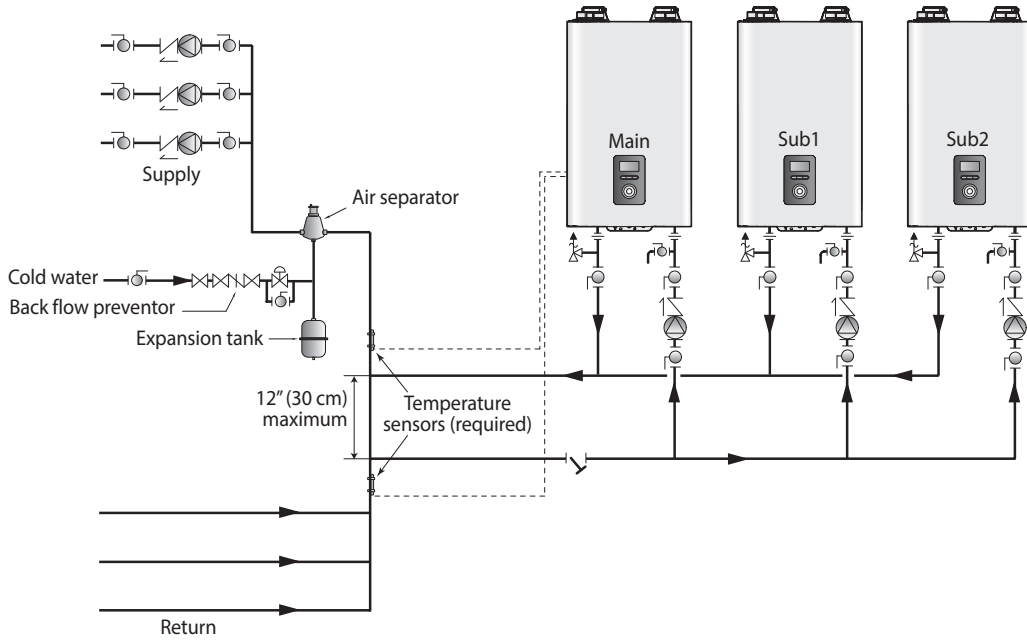 Main
Sub1
Sub2
Supply
Air separator
Cold water
Back flow preventor
Expansion tank
12” (30 cm)
maximum
Temperature
sensors (required)
Return